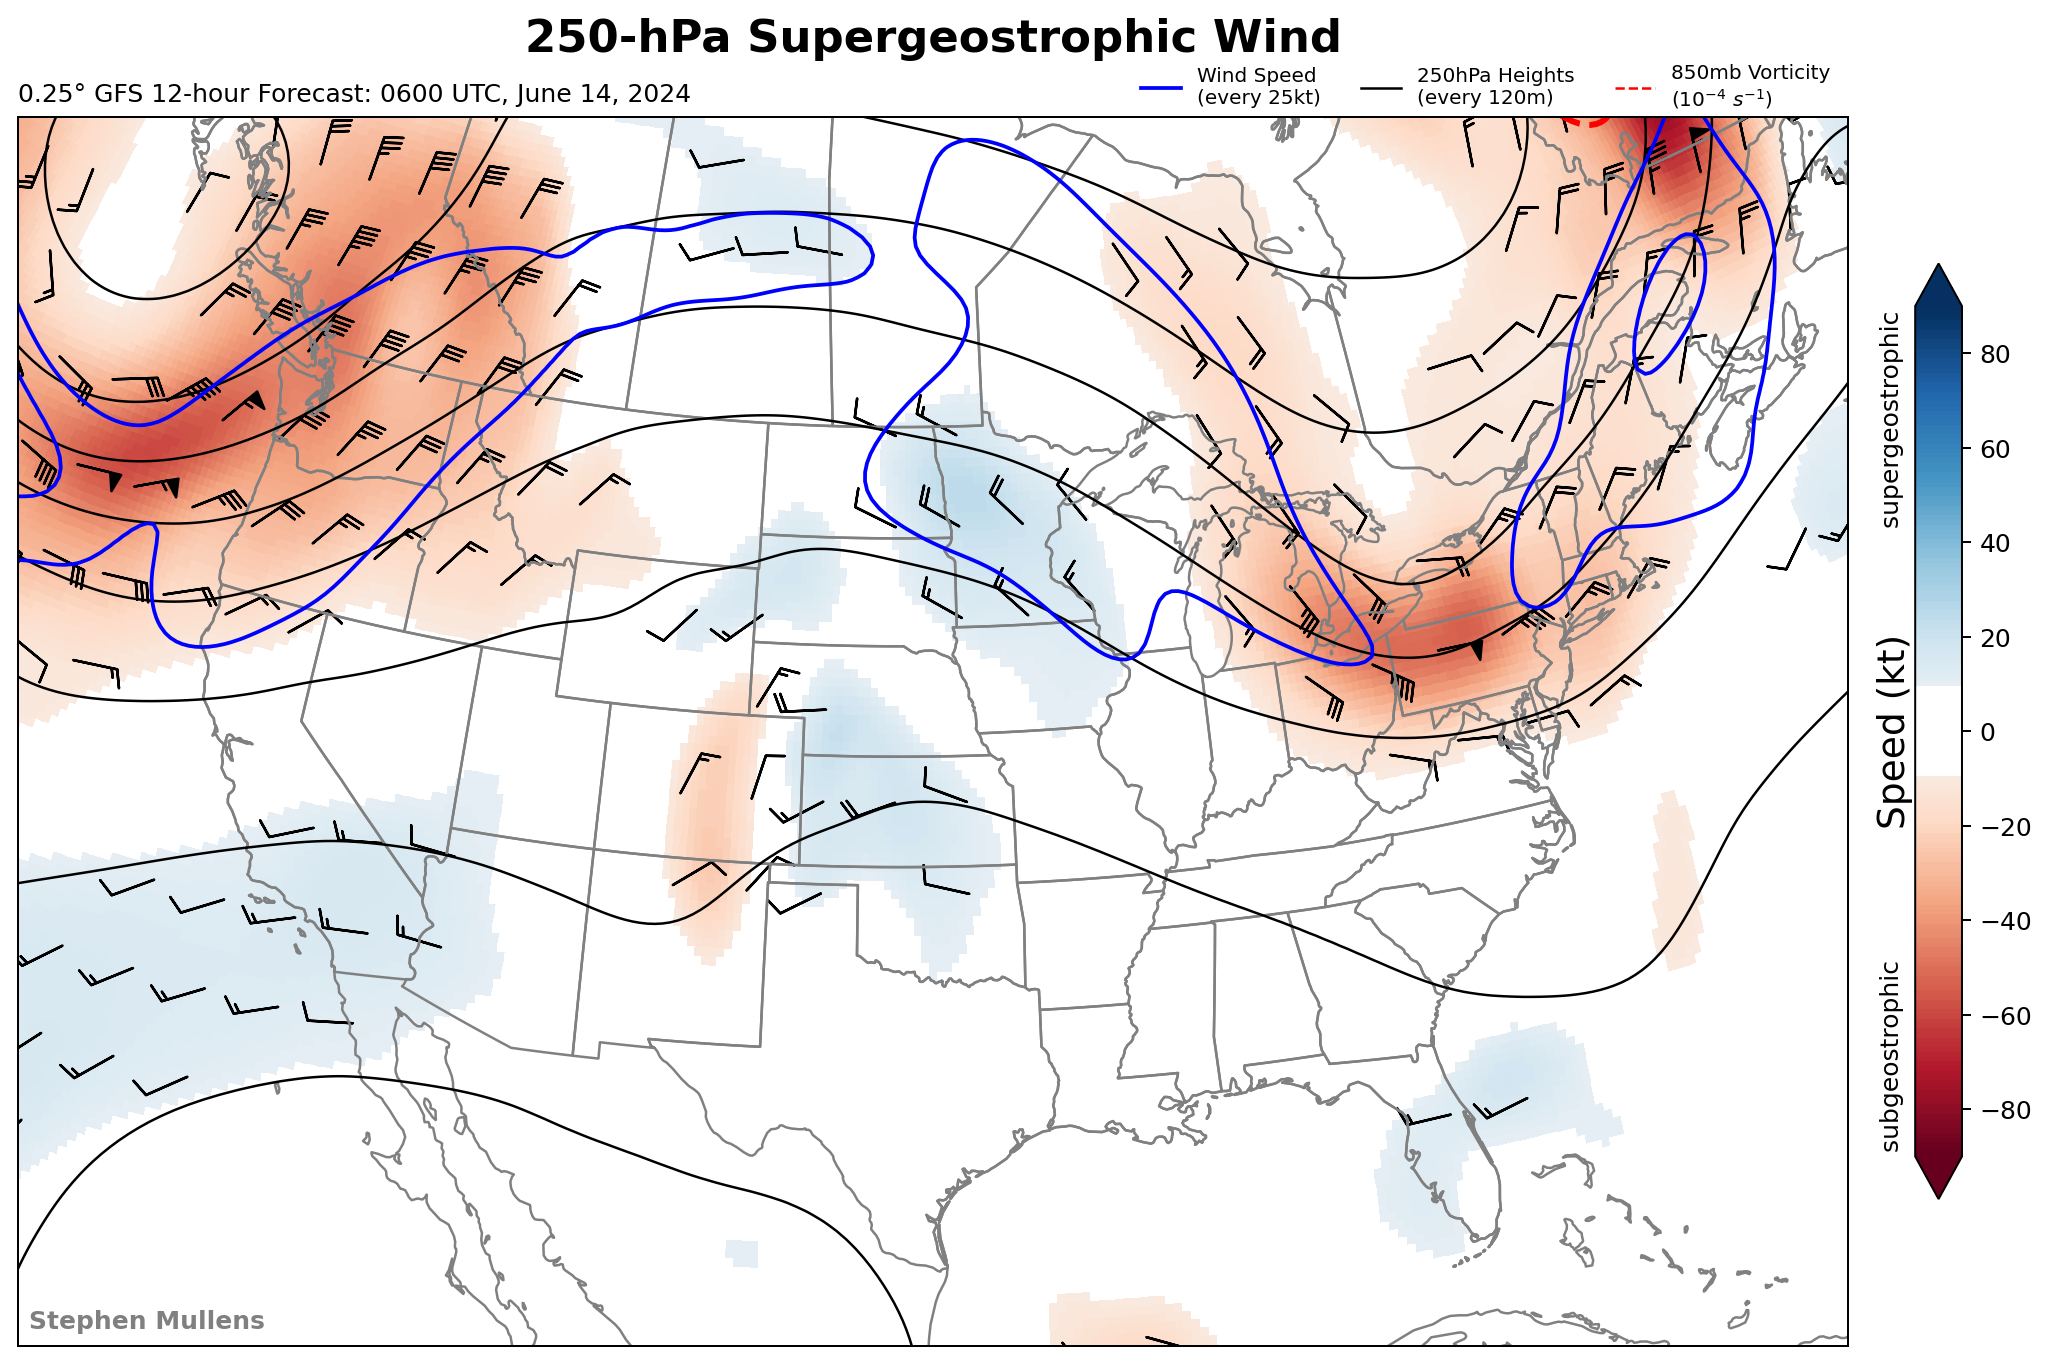 250-hPa Supergeostrophic Wind
0.25° GFS 12-hour Forecast: 0600 UTC, June 14, 2024
Wind Speed
(every 25kt)
250hPa Heights
(every 120m)
850mb Vorticity
(10⁻⁴ s⁻¹)
supergeostrophic
Speed (kt)
subgeostrophic
80
60
40
20
0
−20
−40
−60
−80
Stephen Mullens